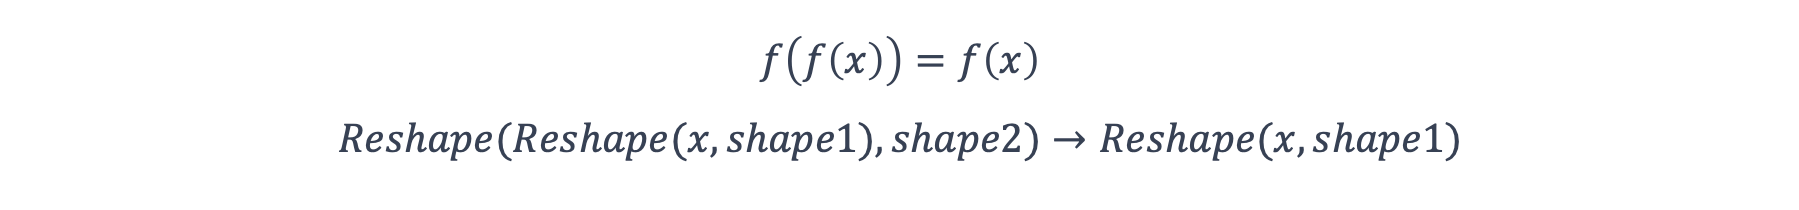 f(f(x)) = f(x)
Reshape(Reshape(x, shape1), shape2) → Reshape(x, shape1)